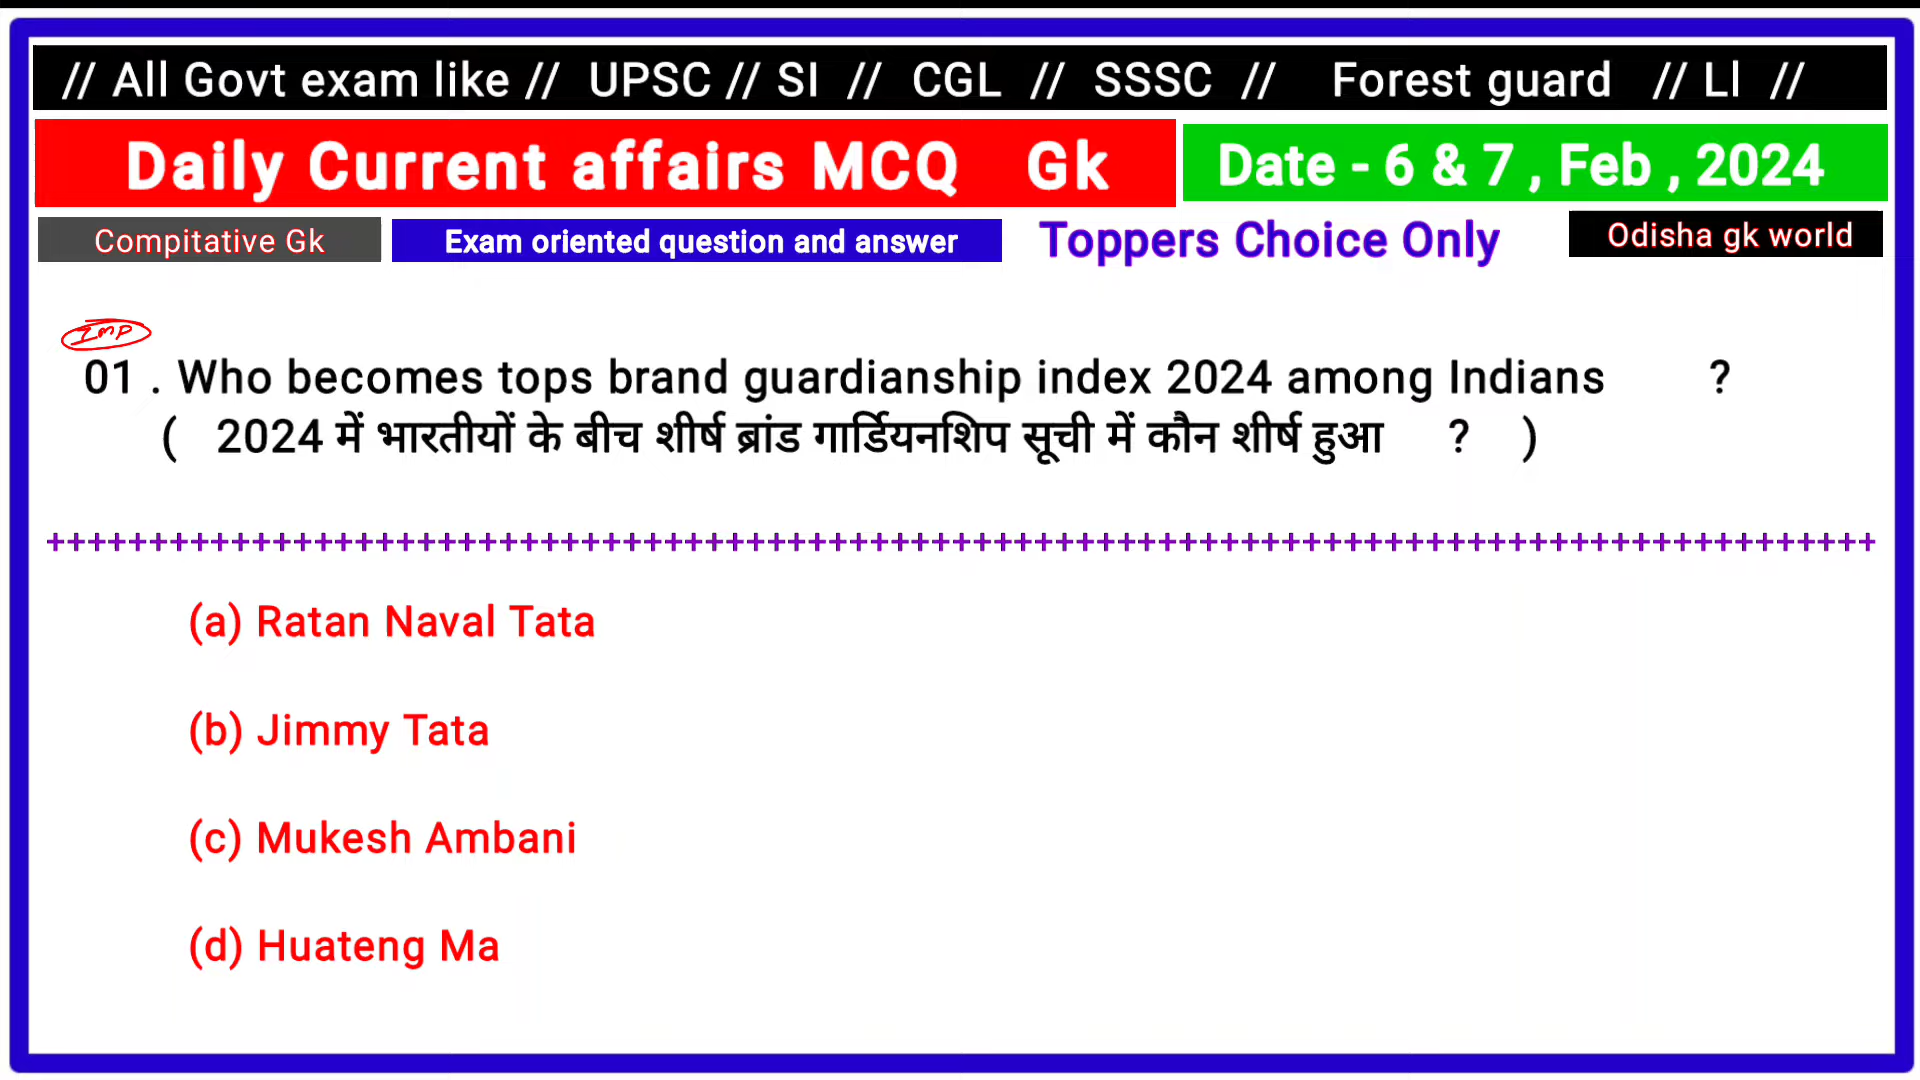 // All Govt exam like // UPSC // SI // CGL // SSSC // Forest guard // Ll //
Daily Current affairs MCQ Gk
Date - 6 & 7 , Feb , 2024
Compitative Gk
Exam oriented question and answer
Toppers Choice Only
Odisha gk world
IMP
01 . Who becomes tops brand guardianship index 2024 among Indians ?
( 2024 में भारतीयों के बीच शीर्ष ब्रांड गार्डियनशिप सूची में कौन शीर्ष हुआ ? )
+++++++++++++++++++++++++++++++++++++++++++++++++++++++++++++++++++++++++++++++++++++++++
(a) Ratan Naval Tata
(b) Jimmy Tata
(c) Mukesh Ambani
(d) Huateng Ma